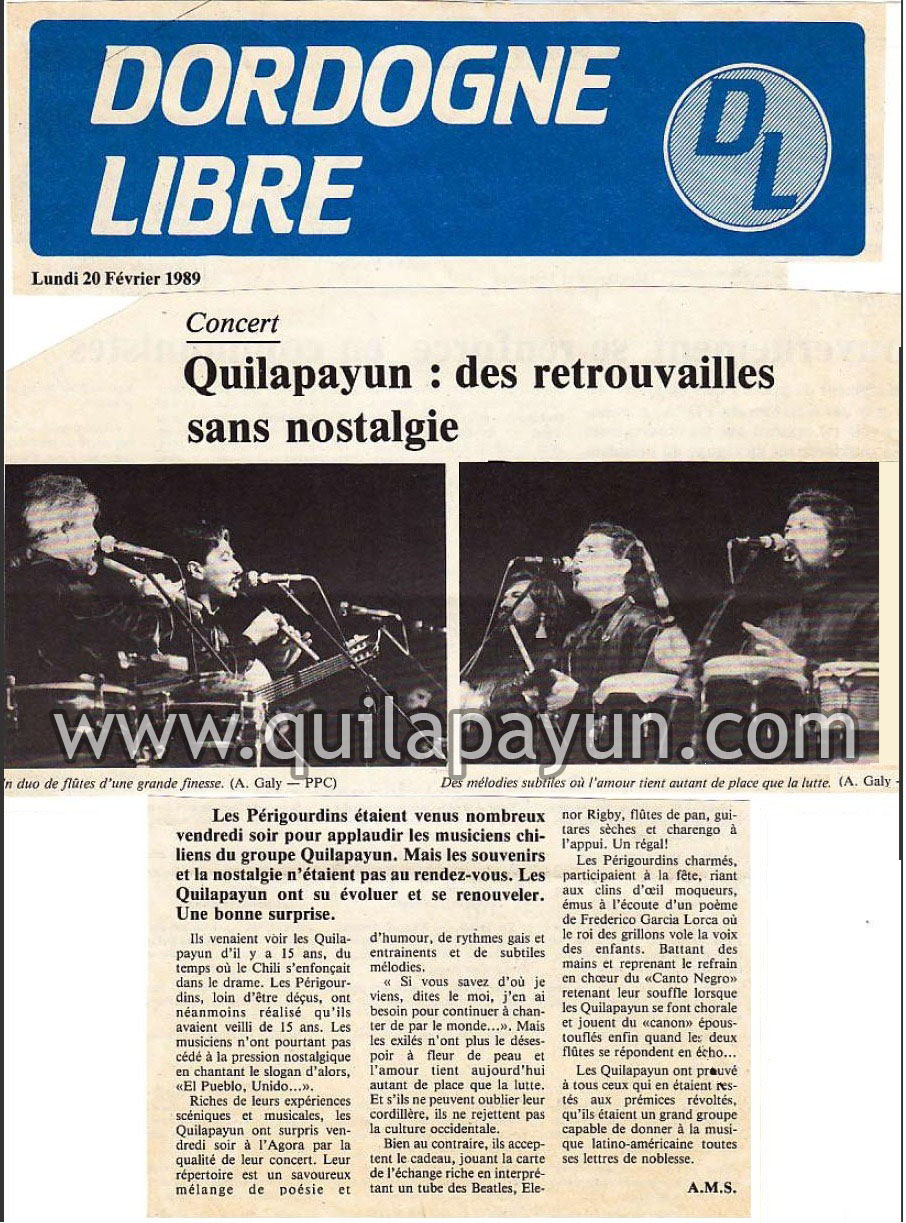 DORDOGNE
LIBRE
DL
Lundi 20 Février 1989
Concert
Quilapayun : des retrouvailles
sans nostalgie
www.quilapayun.com
n duo de flûtes d'une grande finesse. (A. Galy — PPC)
Des mélodies subtiles où l'amour tient autant de place que la lutte. (A. Galy -
Les Périgourdins étaient venus nombreux
vendredi soir pour applaudir les musiciens chi-
liens du groupe Quilapayun. Mais les souvenirs
et la nostalgie n'étaient pas au rendez-vous. Les
Quilapayun ont su évoluer et se renouveler.
Une bonne surprise.
Ils venaient voir les Quila-
payun d'il y a 15 ans, du
temps où le Chili s'enfonçait
dans le drame. Les Périgour-
dins, loin d'être déçus, ont
néanmoins réalisé qu'ils
avaient veilli de 15 ans. Les
musiciens n'ont pourtant pas
cédé à la pression nostalgique
en chantant le slogan d'alors,
«El Pueblo, Unido...».
Riches de leurs expériences
scéniques et musicales, les
Quilapayun ont surpris ven-
dredi soir à l'Agora par la
qualité de leur concert. Leur
répertoire est un savoureux
mélange de poésie et
d'humour, de rythmes gais et
entrainents et de subtiles
mélodies.
« Si vous savez d'où je
viens, dites le moi, j'en ai
besoin pour continuer à chan-
ter de par le monde...». Mais
les exilés n'ont plus le déses-
poir à fleur de peau et
l'amour tient aujourd'hui
autant de place que la lutte.
Et s'ils ne peuvent oublier leur
cordillère, ils ne rejettent pas
la culture occidentale.
Bien au contraire, ils accep-
tent le cadeau, jouant la carte
de l'échange riche en interpré-
tant un tube des Beatles, Ele-
nor Rigby, flûtes de pan, gui-
tares sèches et charengo à
l'appui. Un régal!
Les Périgourdins charmés,
participaient à la fête, riant
aux clins d'œil moqueurs,
émus à l'écoute d'un poème
de Frederico Garcia Lorca où
le roi des grillons vole la voix
des enfants. Battant des
mains et reprenant le refrain
en chœur du «Canto Negro»
retenant leur souffle lorsque
les Quilapayun se font chorale
et jouent du «canon» épous-
touflés enfin quand les deux
flûtes se répondent en écho...
Les Quilapayun ont prouvé
à tous ceux qui en étaient res-
tés aux prémices révoltés,
qu'ils étaient un grand groupe
capable de donner à la musi-
que latino-américaine toutes
ses lettres de noblesse.
A.M.S.